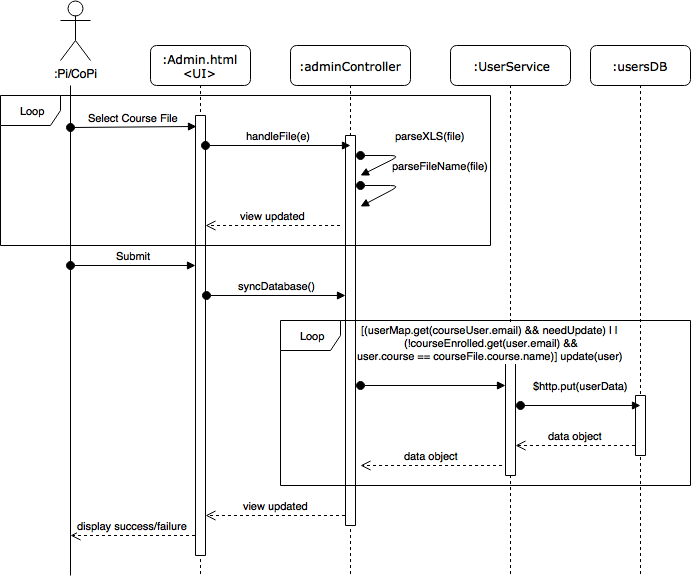 :Pi/CoPi
:Admin.html
<UI>
:adminController
:UserService
:usersDB
Loop
Select Course File
handleFile(e)
parseXLS(file)
parseFileName(file)
view updated
Submit
syncDatabase()
Loop
[(userMap.get(courseUser.email) && needUpdate) | |
(!courseEnrolled.get(user.email) &&
user.course == courseFile.course.name)] update(user)
$http.put(userData)
data object
data object
view updated
display success/failure